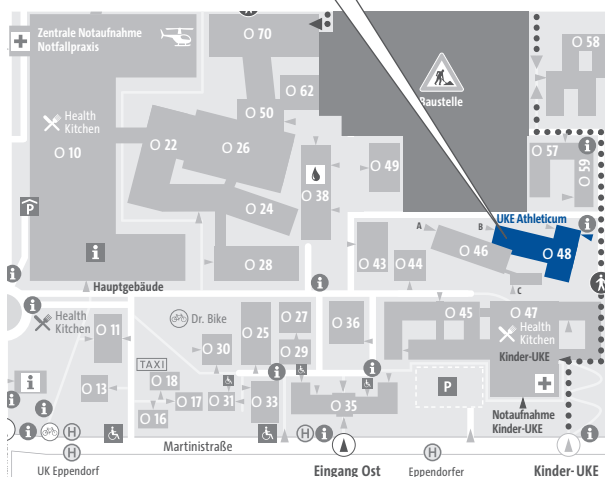 Zentrale Notaufnahme
Notfallpraxis
O 70
O 58
O 62
Baustelle
Health
Kitchen
O 10
O 50
O 22
O 26
O 38
O 49
O 57
O 59
O 24
UKE Athleticum
A
B
O 43
O 46
O 48
O 28
O 44
C
P
i
Hauptgebäude
i
i
i
i
Health
Kitchen
O 11
Dr. Bike
O 25
O 27
O 36
O 45
O 47
Health
Kitchen
O 30
O 29
Kinder-UKE
TAXI
O 18
i
i
O 13
O 17
O 31
O 33
O 35
P
O 16
Notaufnahme
Kinder-UKE
i
i
i
H
Martinistraße
H
i
i
H
H
UK Eppendorf
Eingang Ost
Eppendorfer
Kinder-UKE